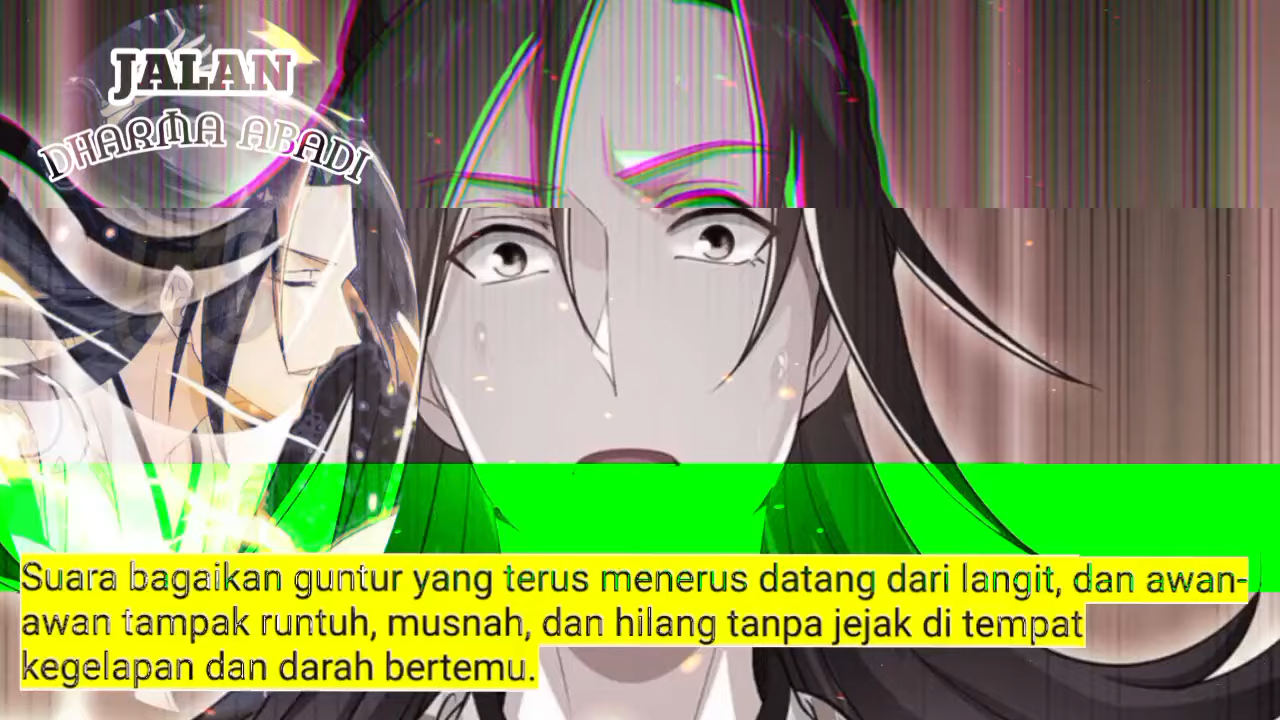 JALAN
DHARMA ABADI
Suara bagaikan guntur yang terus menerus datang dari langit, dan awan-
awan tampak runtuh, musnah, dan hilang tanpa jejak di tempat
kegelapan dan darah bertemu.